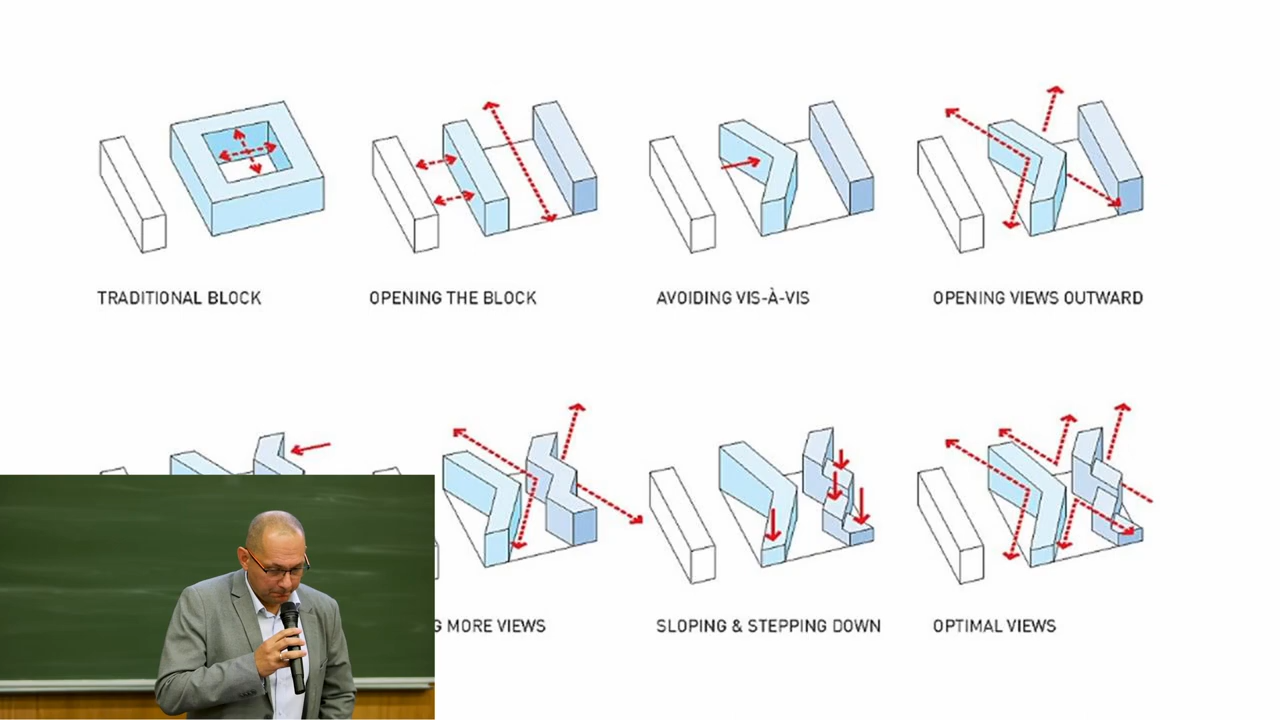 TRADITIONAL BLOCK
OPENING THE BLOCK
AVOIDING VIS-À-VIS
OPENING VIEWS OUTWARD
MORE VIEWS
SLOPING & STEPPING DOWN
OPTIMAL VIEWS